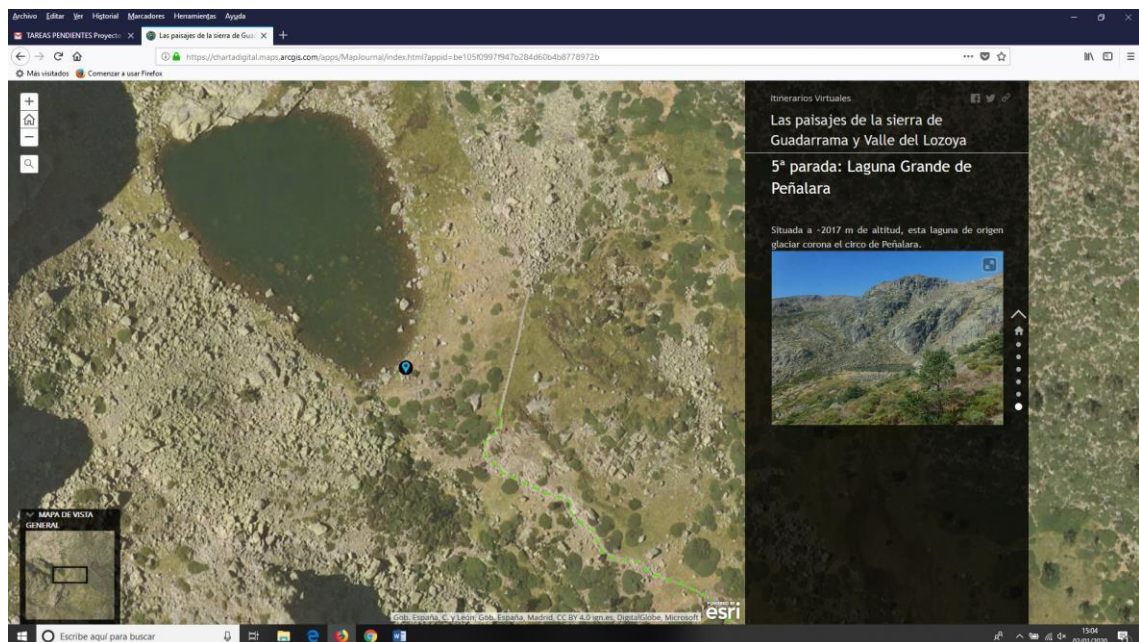 Archivo Editar Ver Historial Marcadores Herramientas Ayuda
TAREAS PENDIENTES Proyecto
Las paisajes de la sierra de Gua
https://chartadigital.maps.arcgis.com/apps/MapJournal/index.html?appid=be105f0997f947b284d60b4b8778972b
Más visitados Comenzar a usar Firefox
Itinerarios Virtuales
Las paisajes de la sierra de
Guadarrama y Valle del Lozoya
5ª parada: Laguna Grande de
Peñalara
Situada a ~2017 m de altitud, esta laguna de origen
glaciar corona el circo de Peñalara.
MAPA DE VISTA
GENERAL
Gob. España, C. y León, Gob. España, Madrid, CC BY 4.0 ign.es, DigitalGlobe, Microsoft
esri
Escribe aquí para buscar
15:04